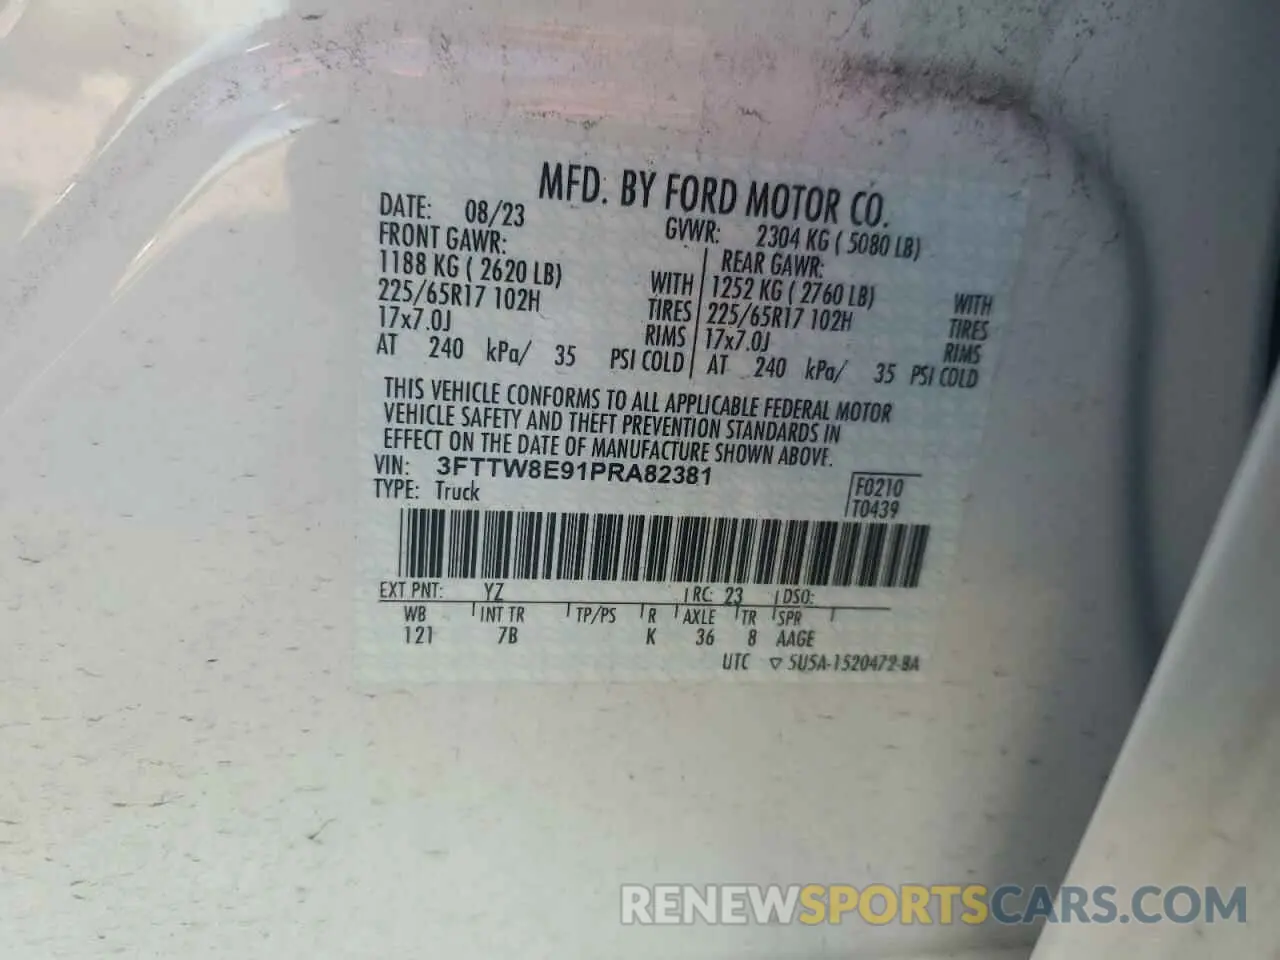 MFD. BY FORD MOTOR CO.
DATE: 08/23 GVWR: 2304 KG ( 5080 LB)
FRONT GAWR: REAR GAWR:
1188 KG ( 2620 LB) WITH 1252 KG ( 2760 LB) WITH
225/65R17 102H TIRES 225/65R17 102H TIRES
17x7.0J RIMS 17x7.0J RIMS
AT 240 kPa/ 35 PSI COLD AT 240 kPa/ 35 PSI COLD
THIS VEHICLE CONFORMS TO ALL APPLICABLE FEDERAL MOTOR
VEHICLE SAFETY AND THEFT PREVENTION STANDARDS IN
EFFECT ON THE DATE OF MANUFACTURE SHOWN ABOVE.
VIN: 3FTTW8E91PRA82381
TYPE: Truck
F0210
T0439
EXT PNT: YZ RC: 23 DSO:
WB INT TR TP/PS R AXLE TR SPR
121 7B K 36 8 AAGE
UTC ▽ 5U5A-1520472-BA
RENEWSPORTSCARS.COM